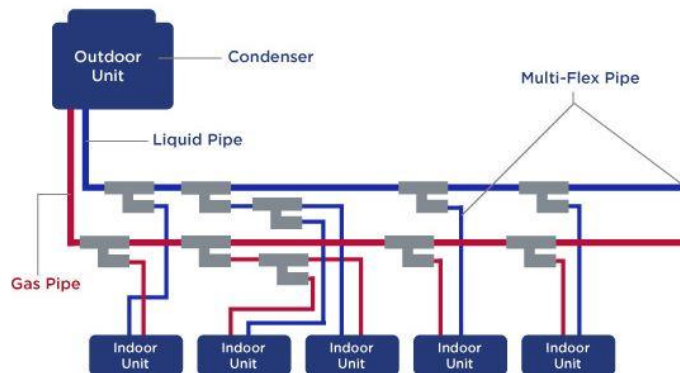 Outdoor
Unit
Condenser
Multi-Flex Pipe
Liquid Pipe
Gas Pipe
Indoor
Unit
Indoor
Unit
Indoor
Unit
Indoor
Unit
Indoor
Unit